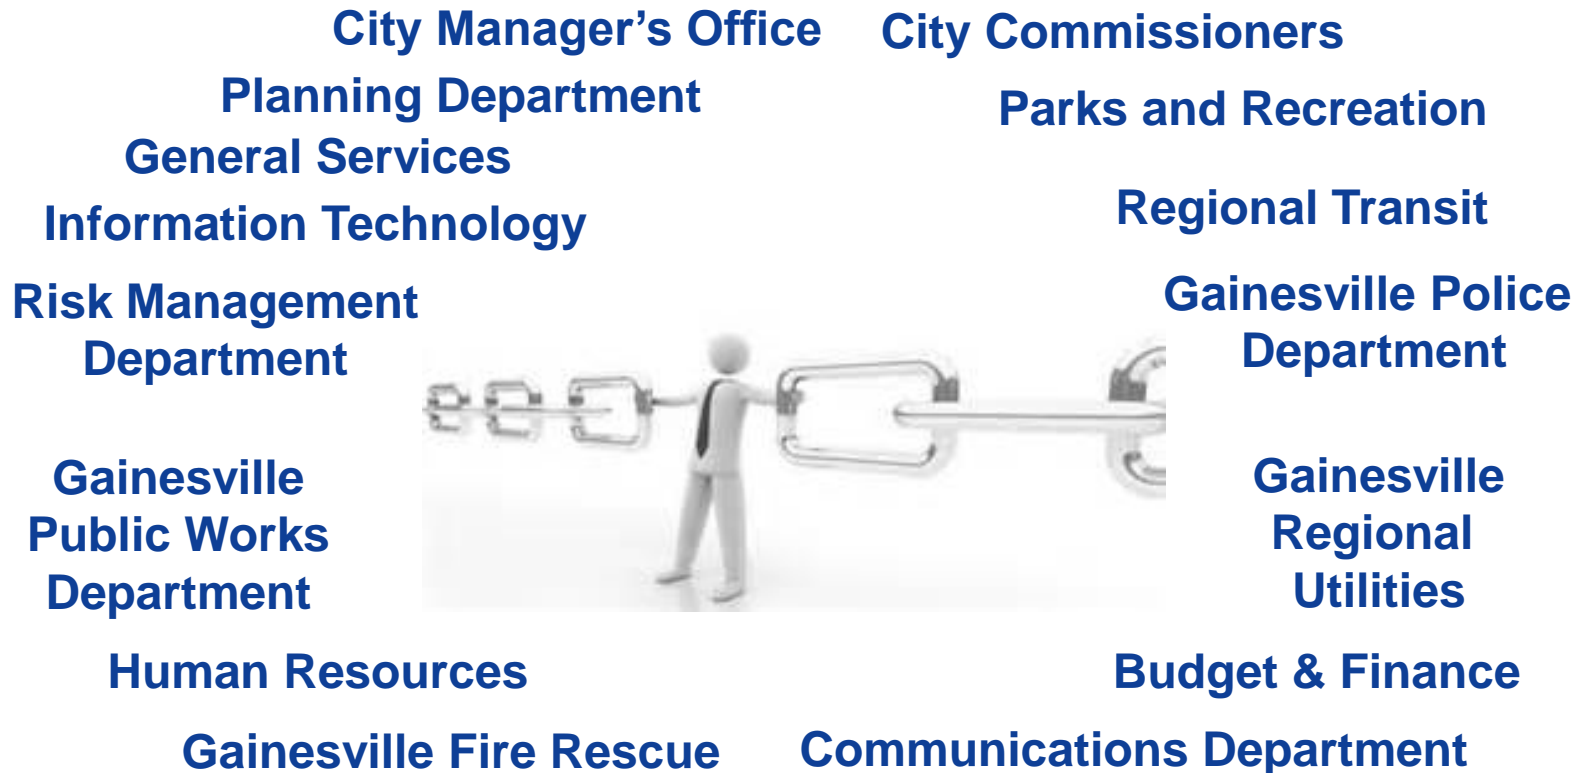 City Manager’s Office
City Commissioners
Planning Department
Parks and Recreation
General Services
Regional Transit
Information Technology
Risk Management
Department
Gainesville Police
Department
Gainesville
Public Works
Department
Gainesville
Regional
Utilities
Human Resources
Budget & Finance
Gainesville Fire Rescue
Communications Department